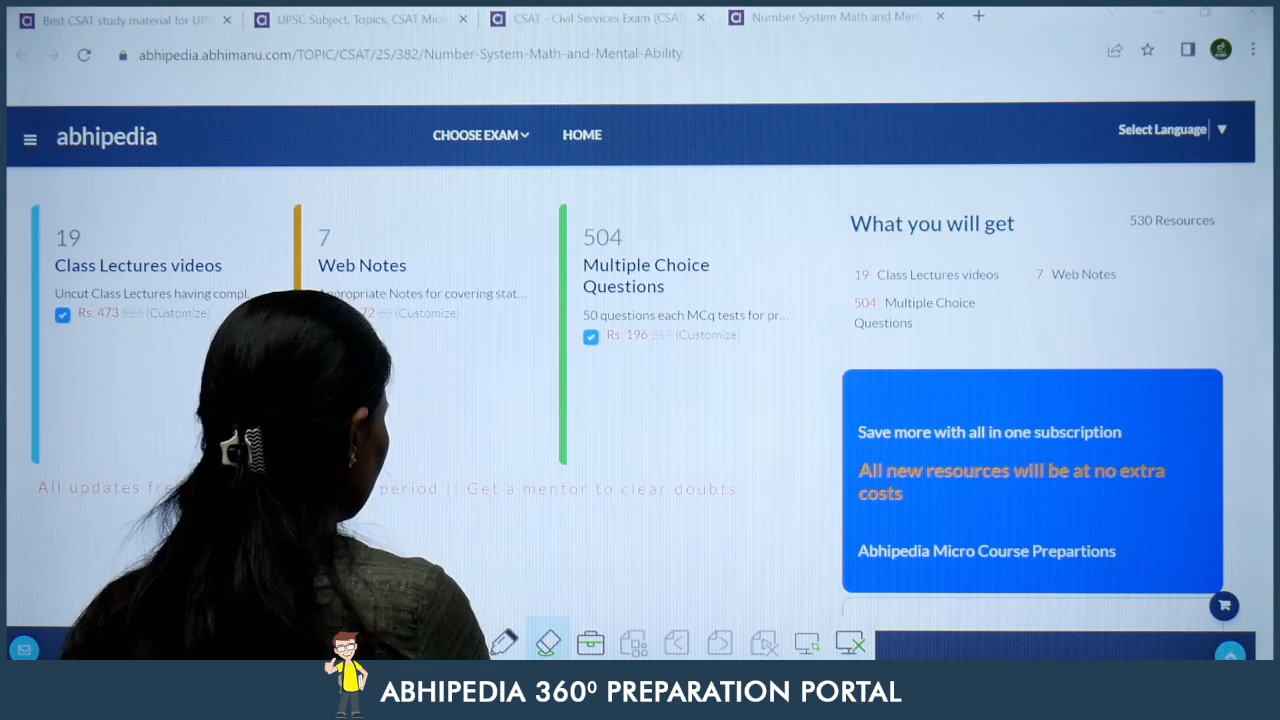 Best CSAT study material for UPS
UPSC Subject, Topics, CSAT Mic
CSAT - Civil Services Exam (CSAT
Number System Math and Ment
abhipedia.abhimanu.com/TOPIC/CSAT/25/382/Number-System-Math-and-Mental-Ability
abhipedia
CHOOSE EXAM
HOME
Select Language
19
Class Lectures videos
Uncut Class Lectures having compl...
Rs. 473 (Customize)
7
Web Notes
Appropriate Notes for covering stat...
72 (Customize)
504
Multiple Choice
Questions
50 questions each MCq tests for pr...
Rs. 196 (Customize)
All updates fre
period || Get a mentor to clear doubts
What you will get
530 Resources
19 Class Lectures videos
7 Web Notes
504 Multiple Choice
Questions
Save more with all in one subscription
All new resources will be at no extra
costs
Abhipedia Micro Course Prepartions
ABHIPEDIA 360⁰ PREPARATION PORTAL